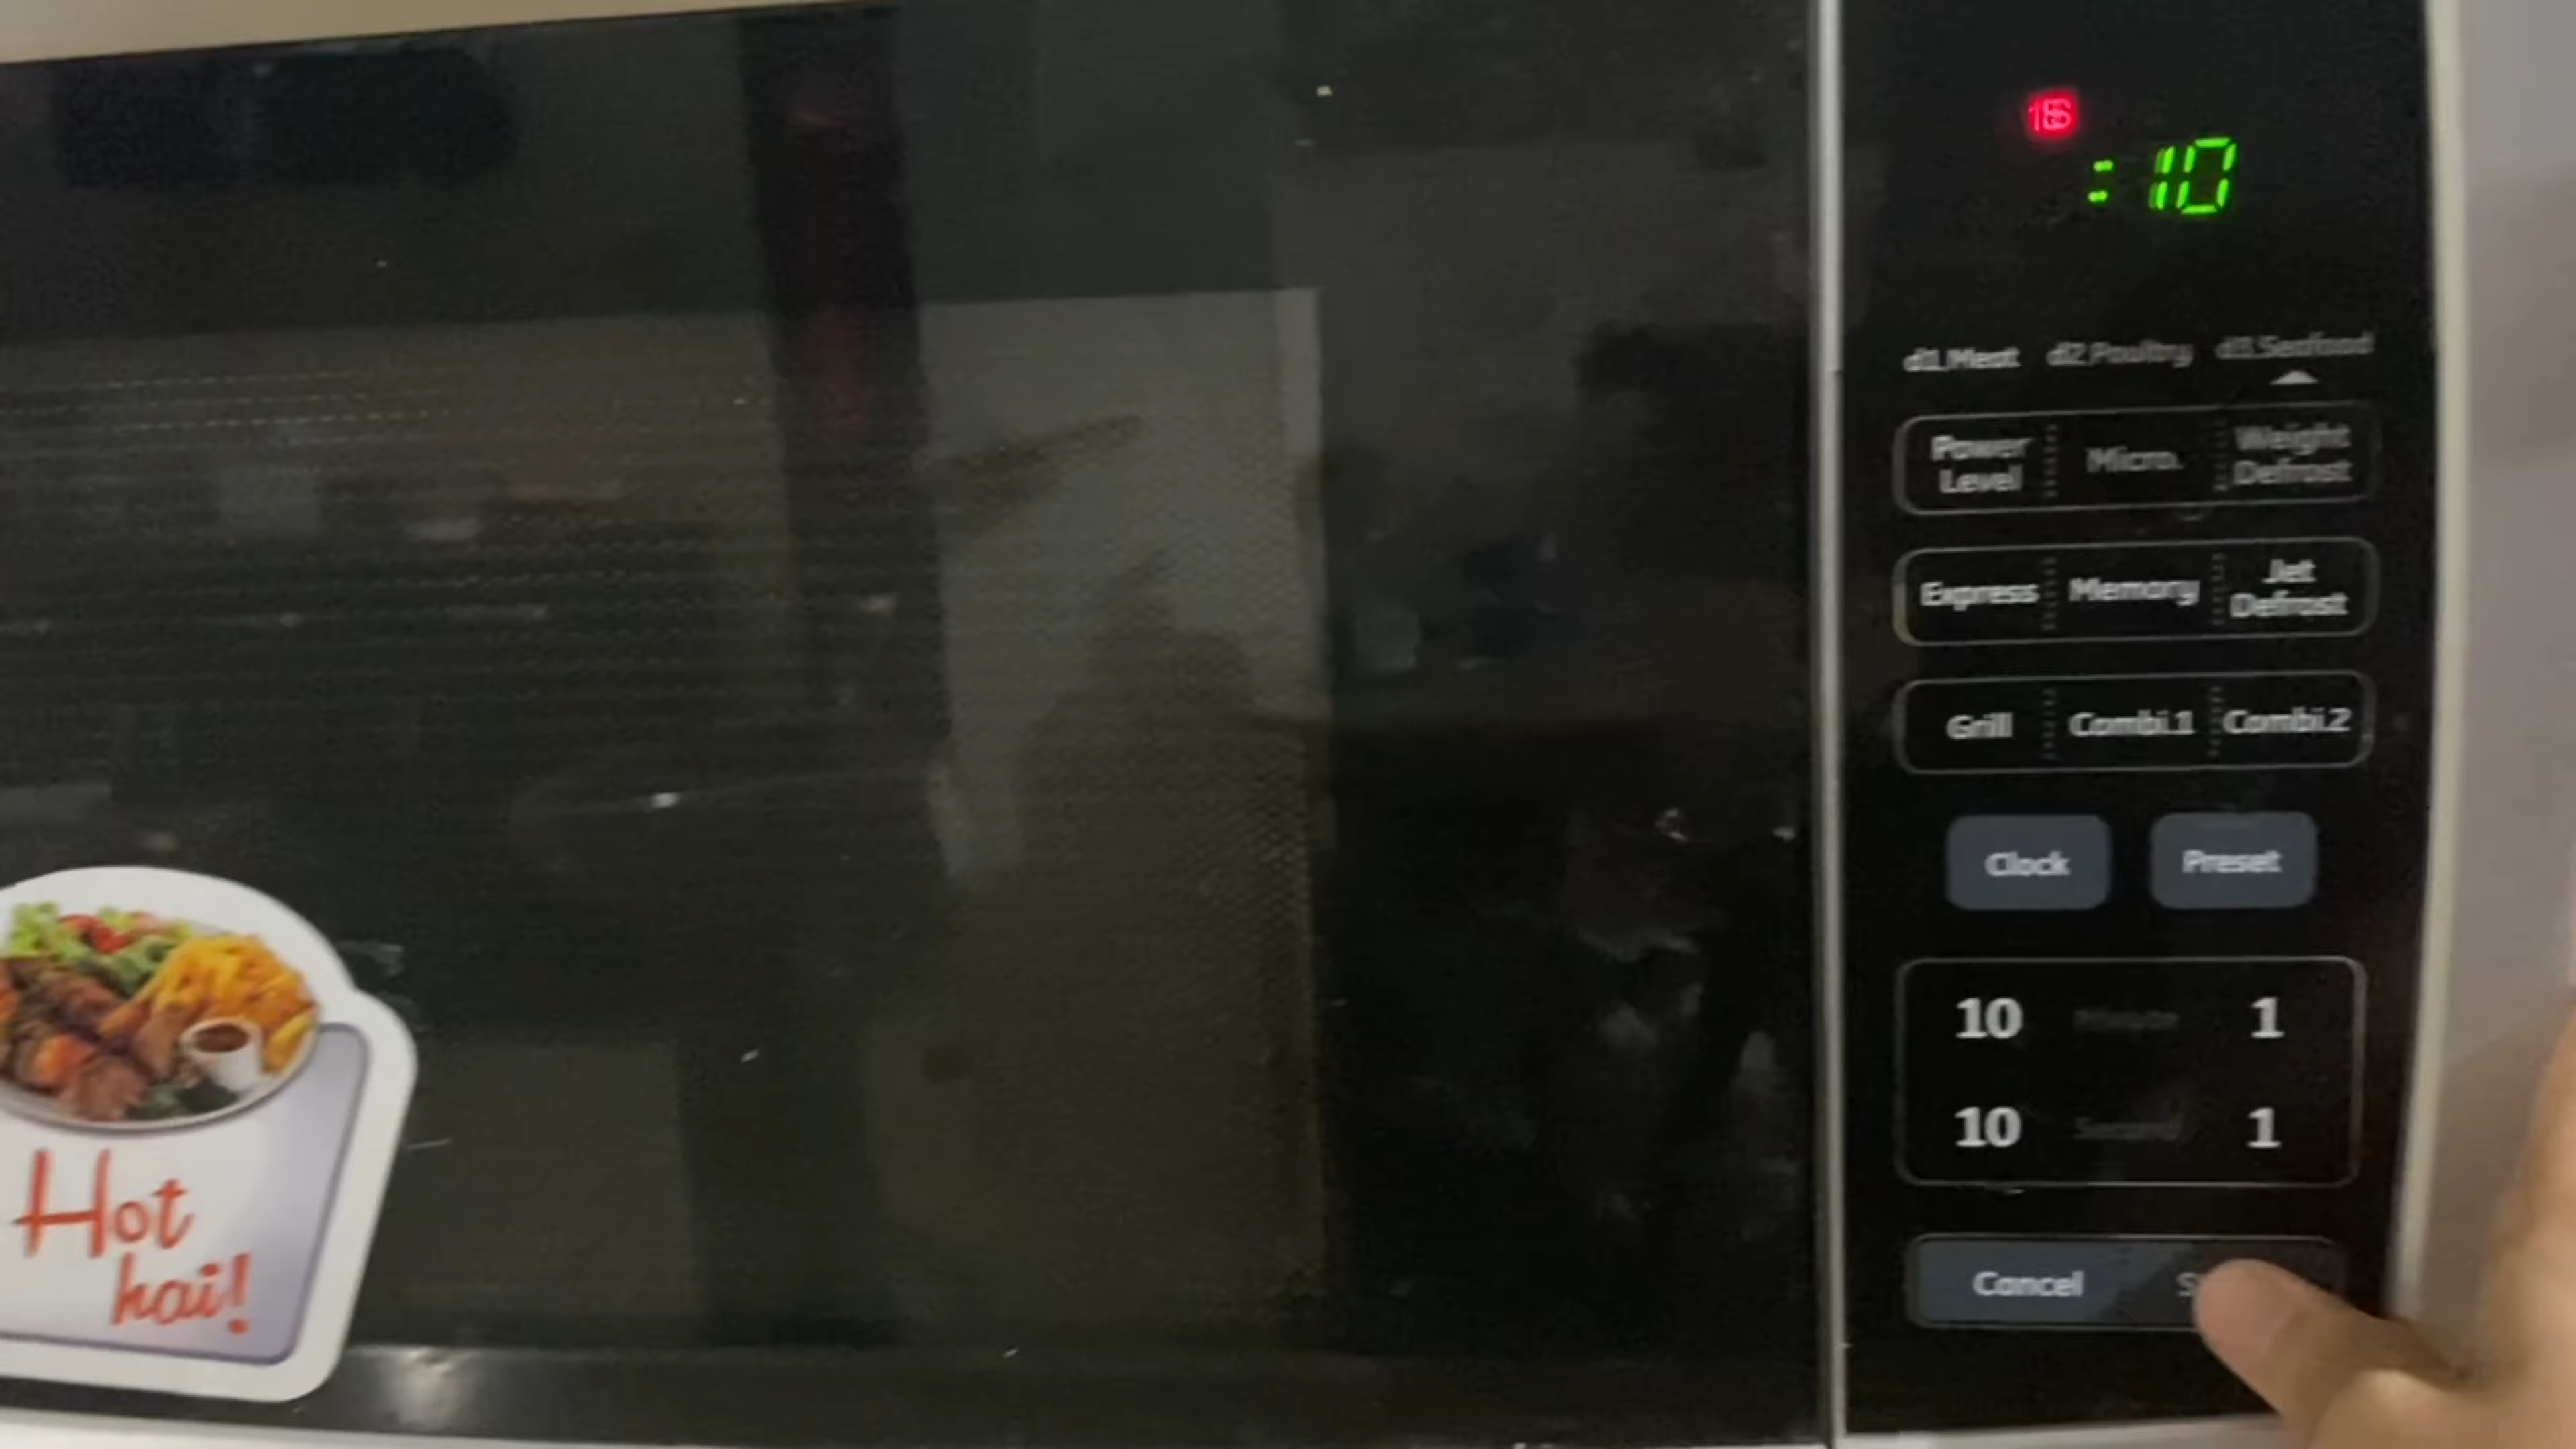 :10
d1.Meat d2.Poultry d3.Seafood
Power Level Micro. Weight Defrost
Express Memory Jet Defrost
Grill Combi.1 Combi.2
Clock Preset
10 1
10 Second 1
Cancel
Hot
hai!